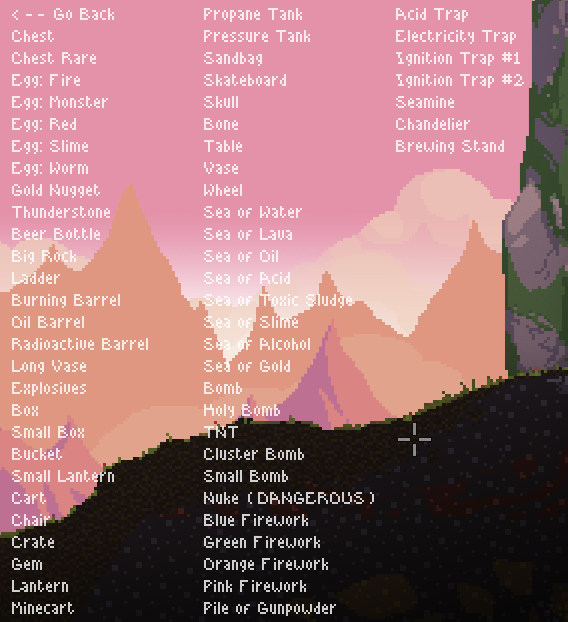 < -- Go Back
Chest
Chest Rare
Egg: Fire
Egg: Monster
Egg: Red
Egg: Slime
Egg: Worm
Gold Nugget
Thunderstone
Beer Bottle
Big Rock
Ladder
Burning Barrel
Oil Barrel
Radioactive Barrel
Long Vase
Explosives
Box
Small Box
Bucket
Small Lantern
Cart
Chair
Crate
Gem
Lantern
Minecart
Propane Tank
Pressure Tank
Sandbag
Skateboard
Skull
Bone
Table
Vase
Wheel
Sea of Water
Sea of Lava
Sea of Oil
Sea of Acid
Sea of Toxic Sludge
Sea of Slime
Sea of Alcohol
Sea of Gold
Bomb
Holy Bomb
TNT
Cluster Bomb
Small Bomb
Nuke (DANGEROUS)
Blue Firework
Green Firework
Orange Firework
Pink Firework
Pile of Gunpowder
Acid Trap
Electricity Trap
Ignition Trap #1
Ignition Trap #2
Seamine
Chandelier
Brewing Stand